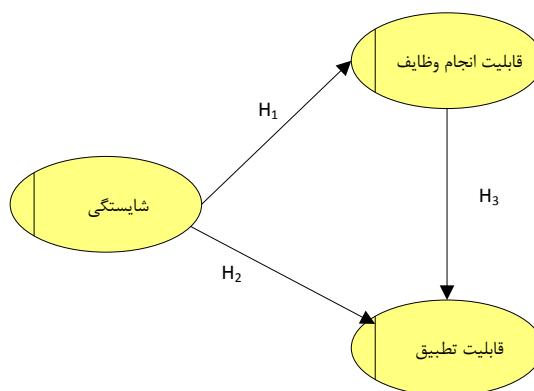 قابلیت انجام وظایف
H₁
شایستگی
H₃
H₂
قابلیت تطبیق